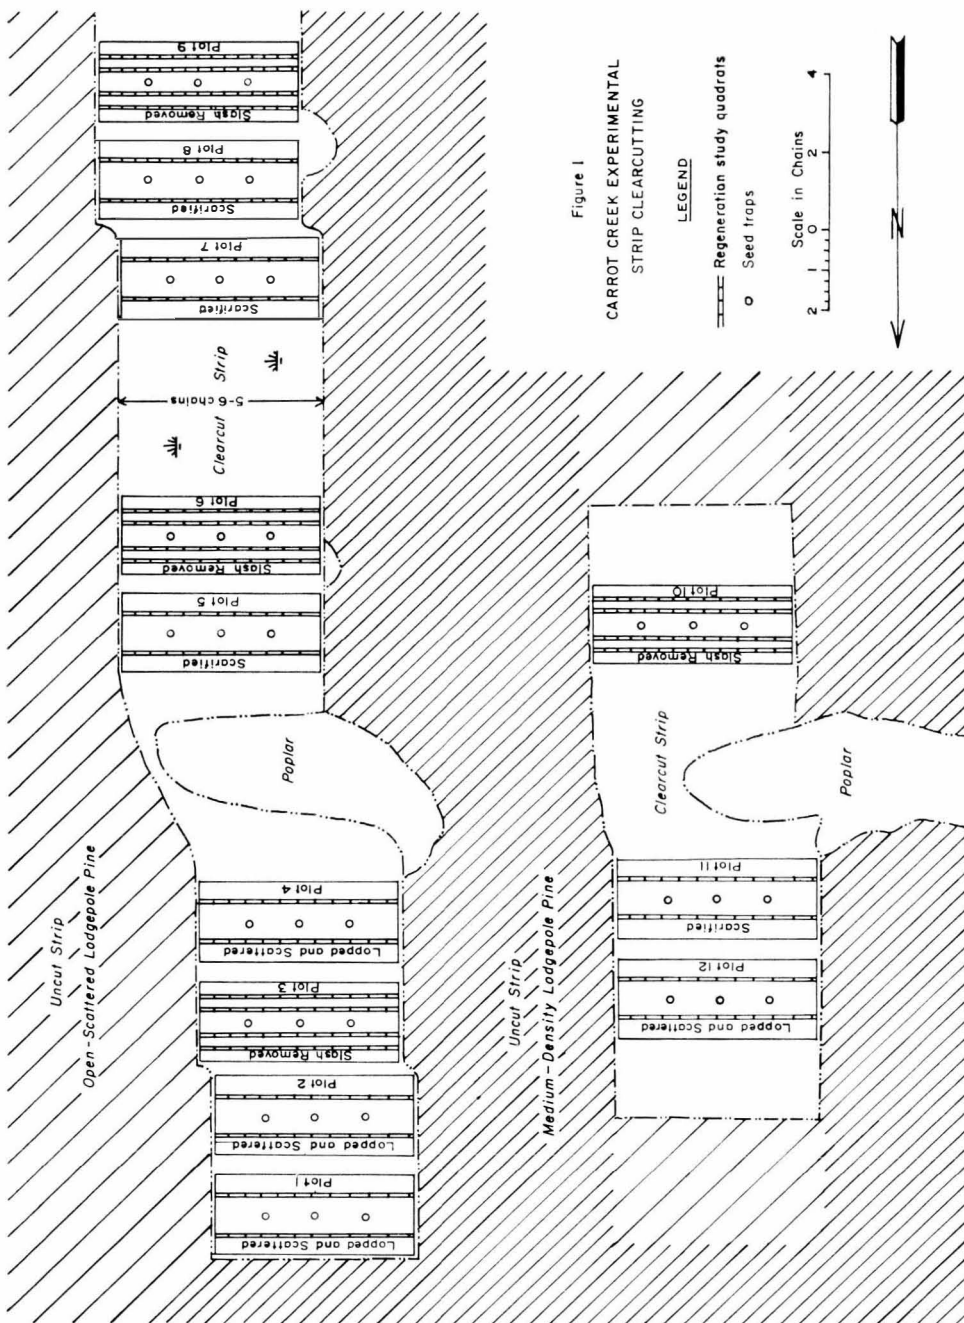 Figure 1
CARROT CREEK EXPERIMENTAL
STRIP CLEARCUTTING
LEGEND
Regeneration study quadrats
Seed traps
Scale in Chains
2 1 0 2 4
N
Uncut Strip
Open-Scattered Lodgepole Pine
Plot 9
Slash Removed
Plot 8
Scarified
Plot 7
Scarified
Clearcut Strip
5-6 chains
Plot 6
Slash Removed
Plot 5
Scarified
Poplar
Plot 4
Lopped and Scattered
Plot 3
Slash Removed
Plot 2
Lopped and Scattered
Plot 1
Lopped and Scattered
Uncut Strip
Medium-Density Lodgepole Pine
Plot 10
Slash Removed
Clearcut Strip
Poplar
Plot 11
Scarified
Plot 12
Lopped and Scattered